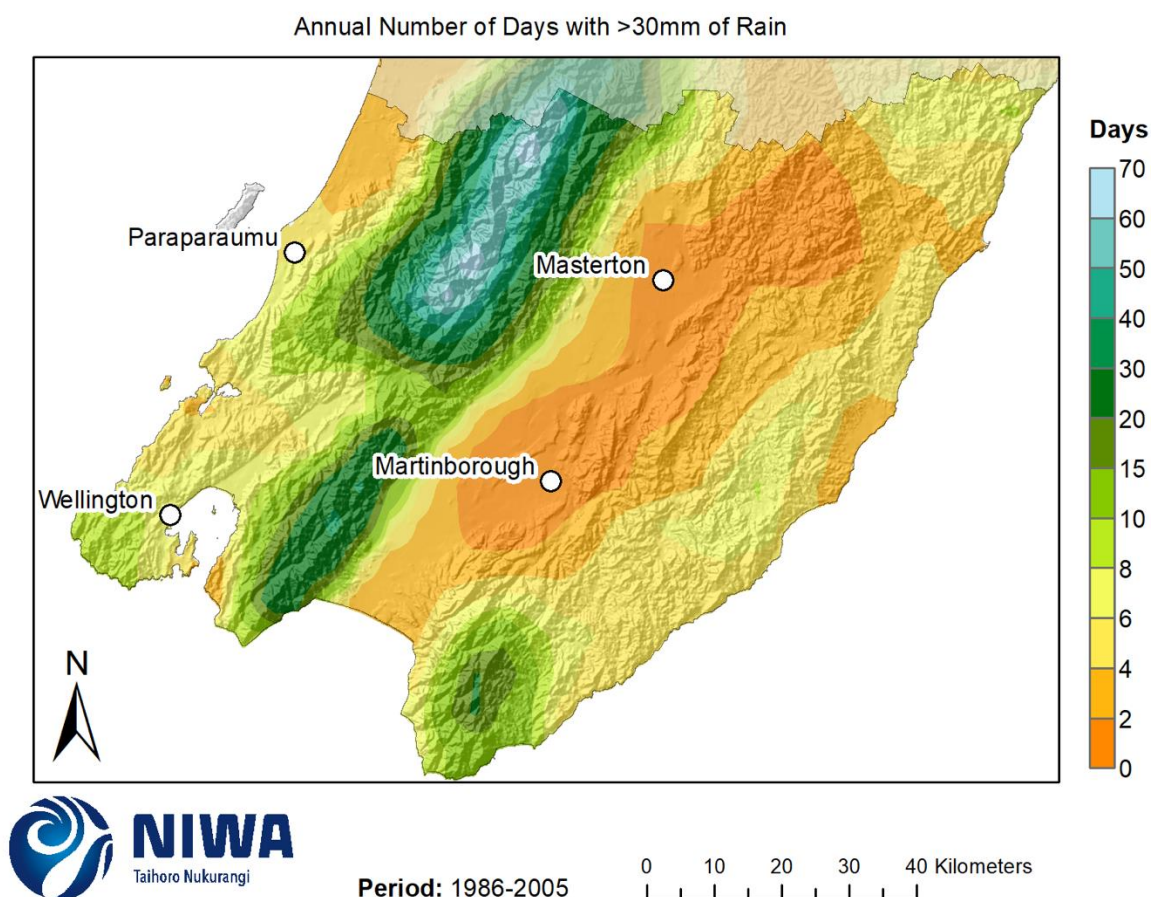 Annual Number of Days with >30mm of Rain
Days
70
60
50
40
30
20
15
10
8
6
4
2
0
Paraparaumu
Masterton
Martinborough
Wellington
N
NIWA
Taihoro Nukurangi
Period: 1986-2005
0 10 20 30 40 Kilometers